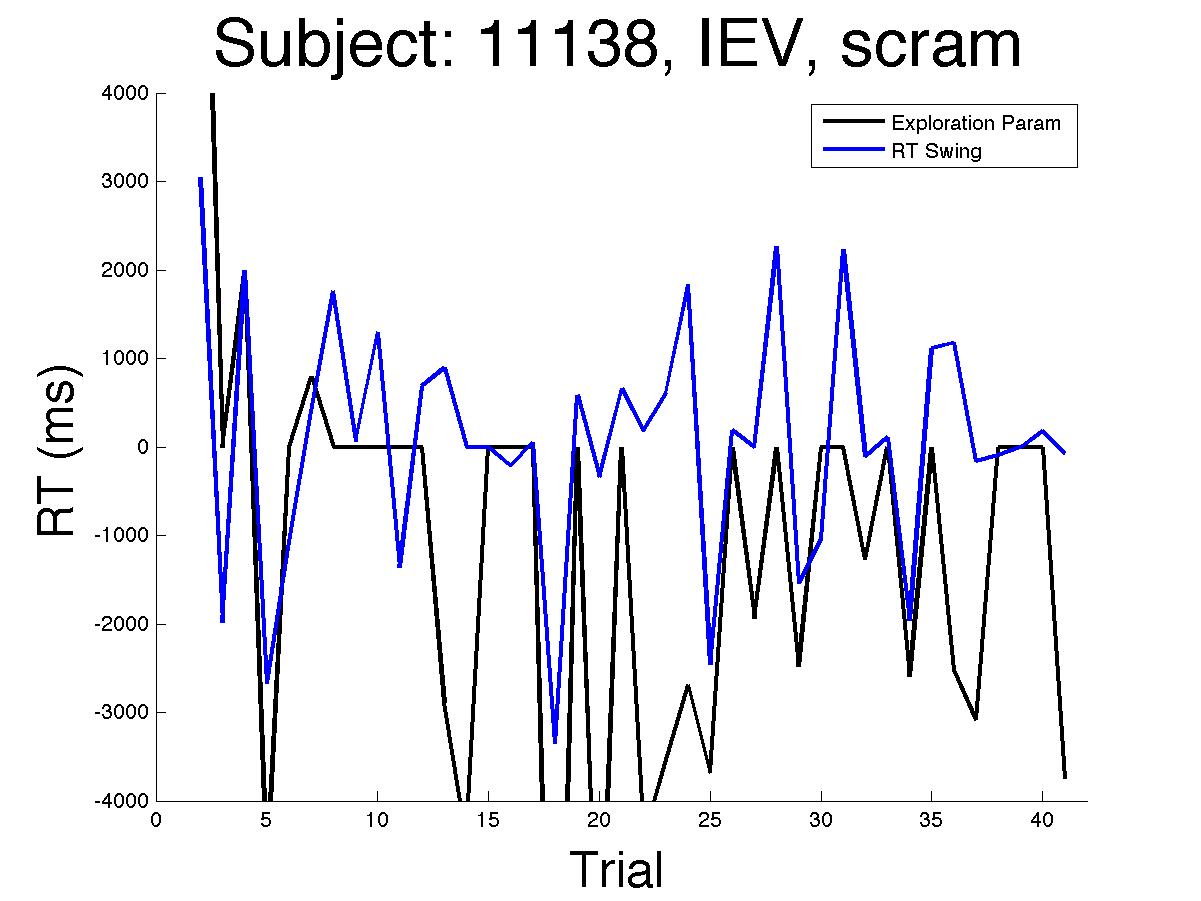 Subject: 11138, IEV, scram
Exploration Param
RT Swing
RT (ms)
4000
3000
2000
1000
0
-1000
-2000
-3000
-4000
0 5 10 15 20 25 30 35 40
Trial